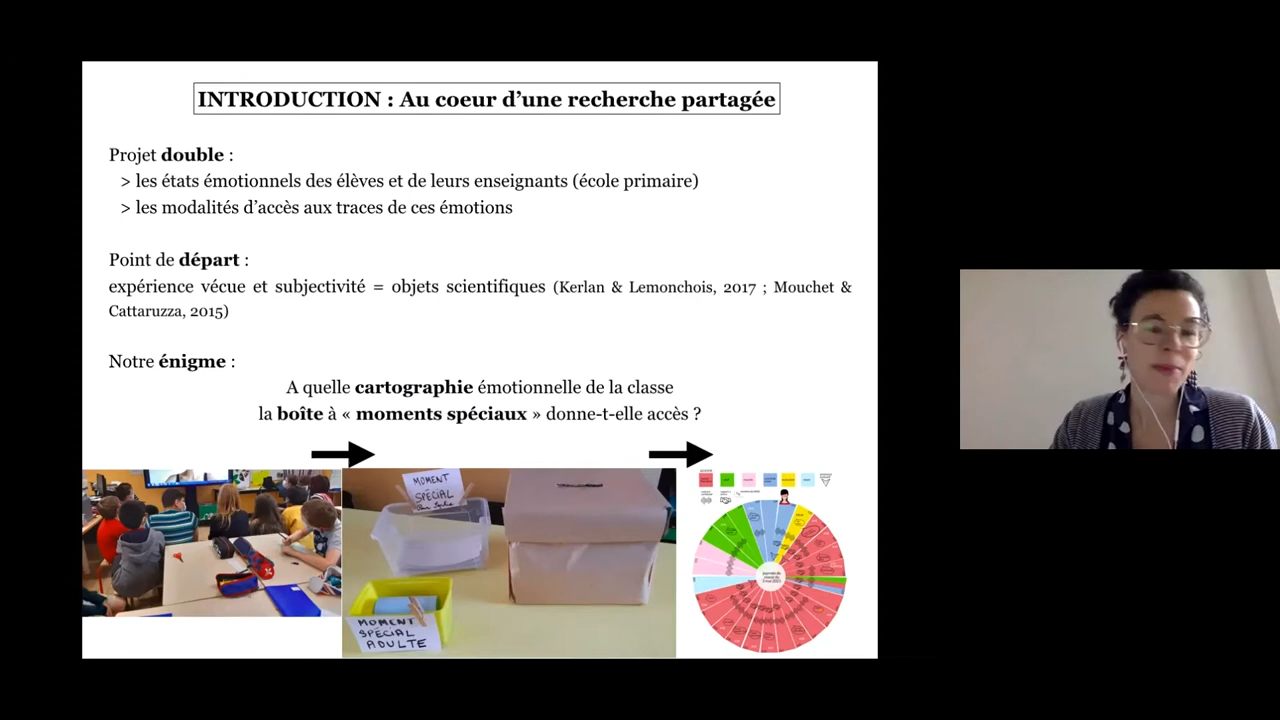 INTRODUCTION : Au coeur d'une recherche partagée
Projet double :
> les états émotionnels des élèves et de leurs enseignants (école primaire)
> les modalités d'accès aux traces de ces émotions
Point de départ :
expérience vécue et subjectivité = objets scientifiques (Kerlan & Lemonchois, 2017 ; Mouchet &
Cattaruzza, 2015)
Notre énigme :
A quelle cartographie émotionnelle de la classe
la boîte à « moments spéciaux » donne-t-elle accès ?
MOMENT
SPÉCIAL
MOMENT
SPÉCIAL
ADULTE